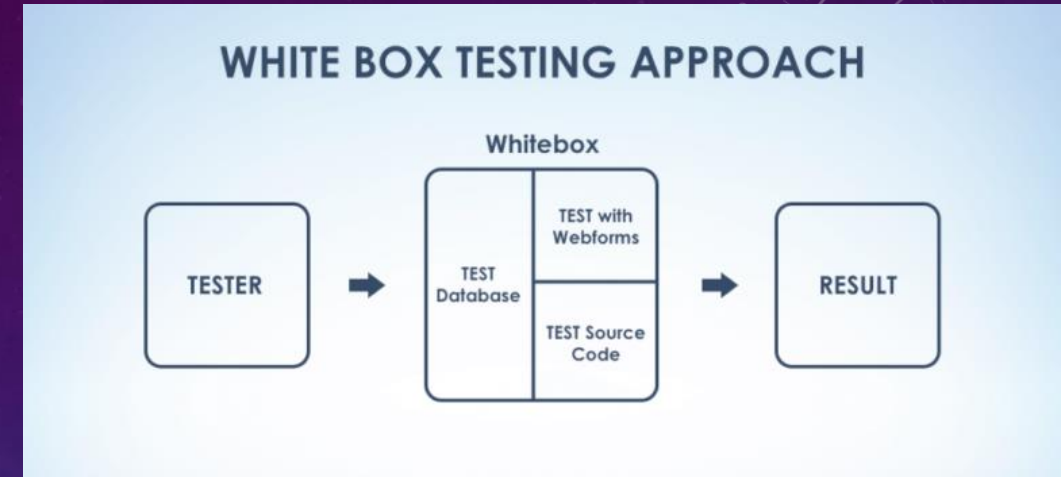 WHITE BOX TESTING APPROACH
Whitebox
TESTER
TEST
Database
TEST with
Webforms
TEST Source
Code
RESULT